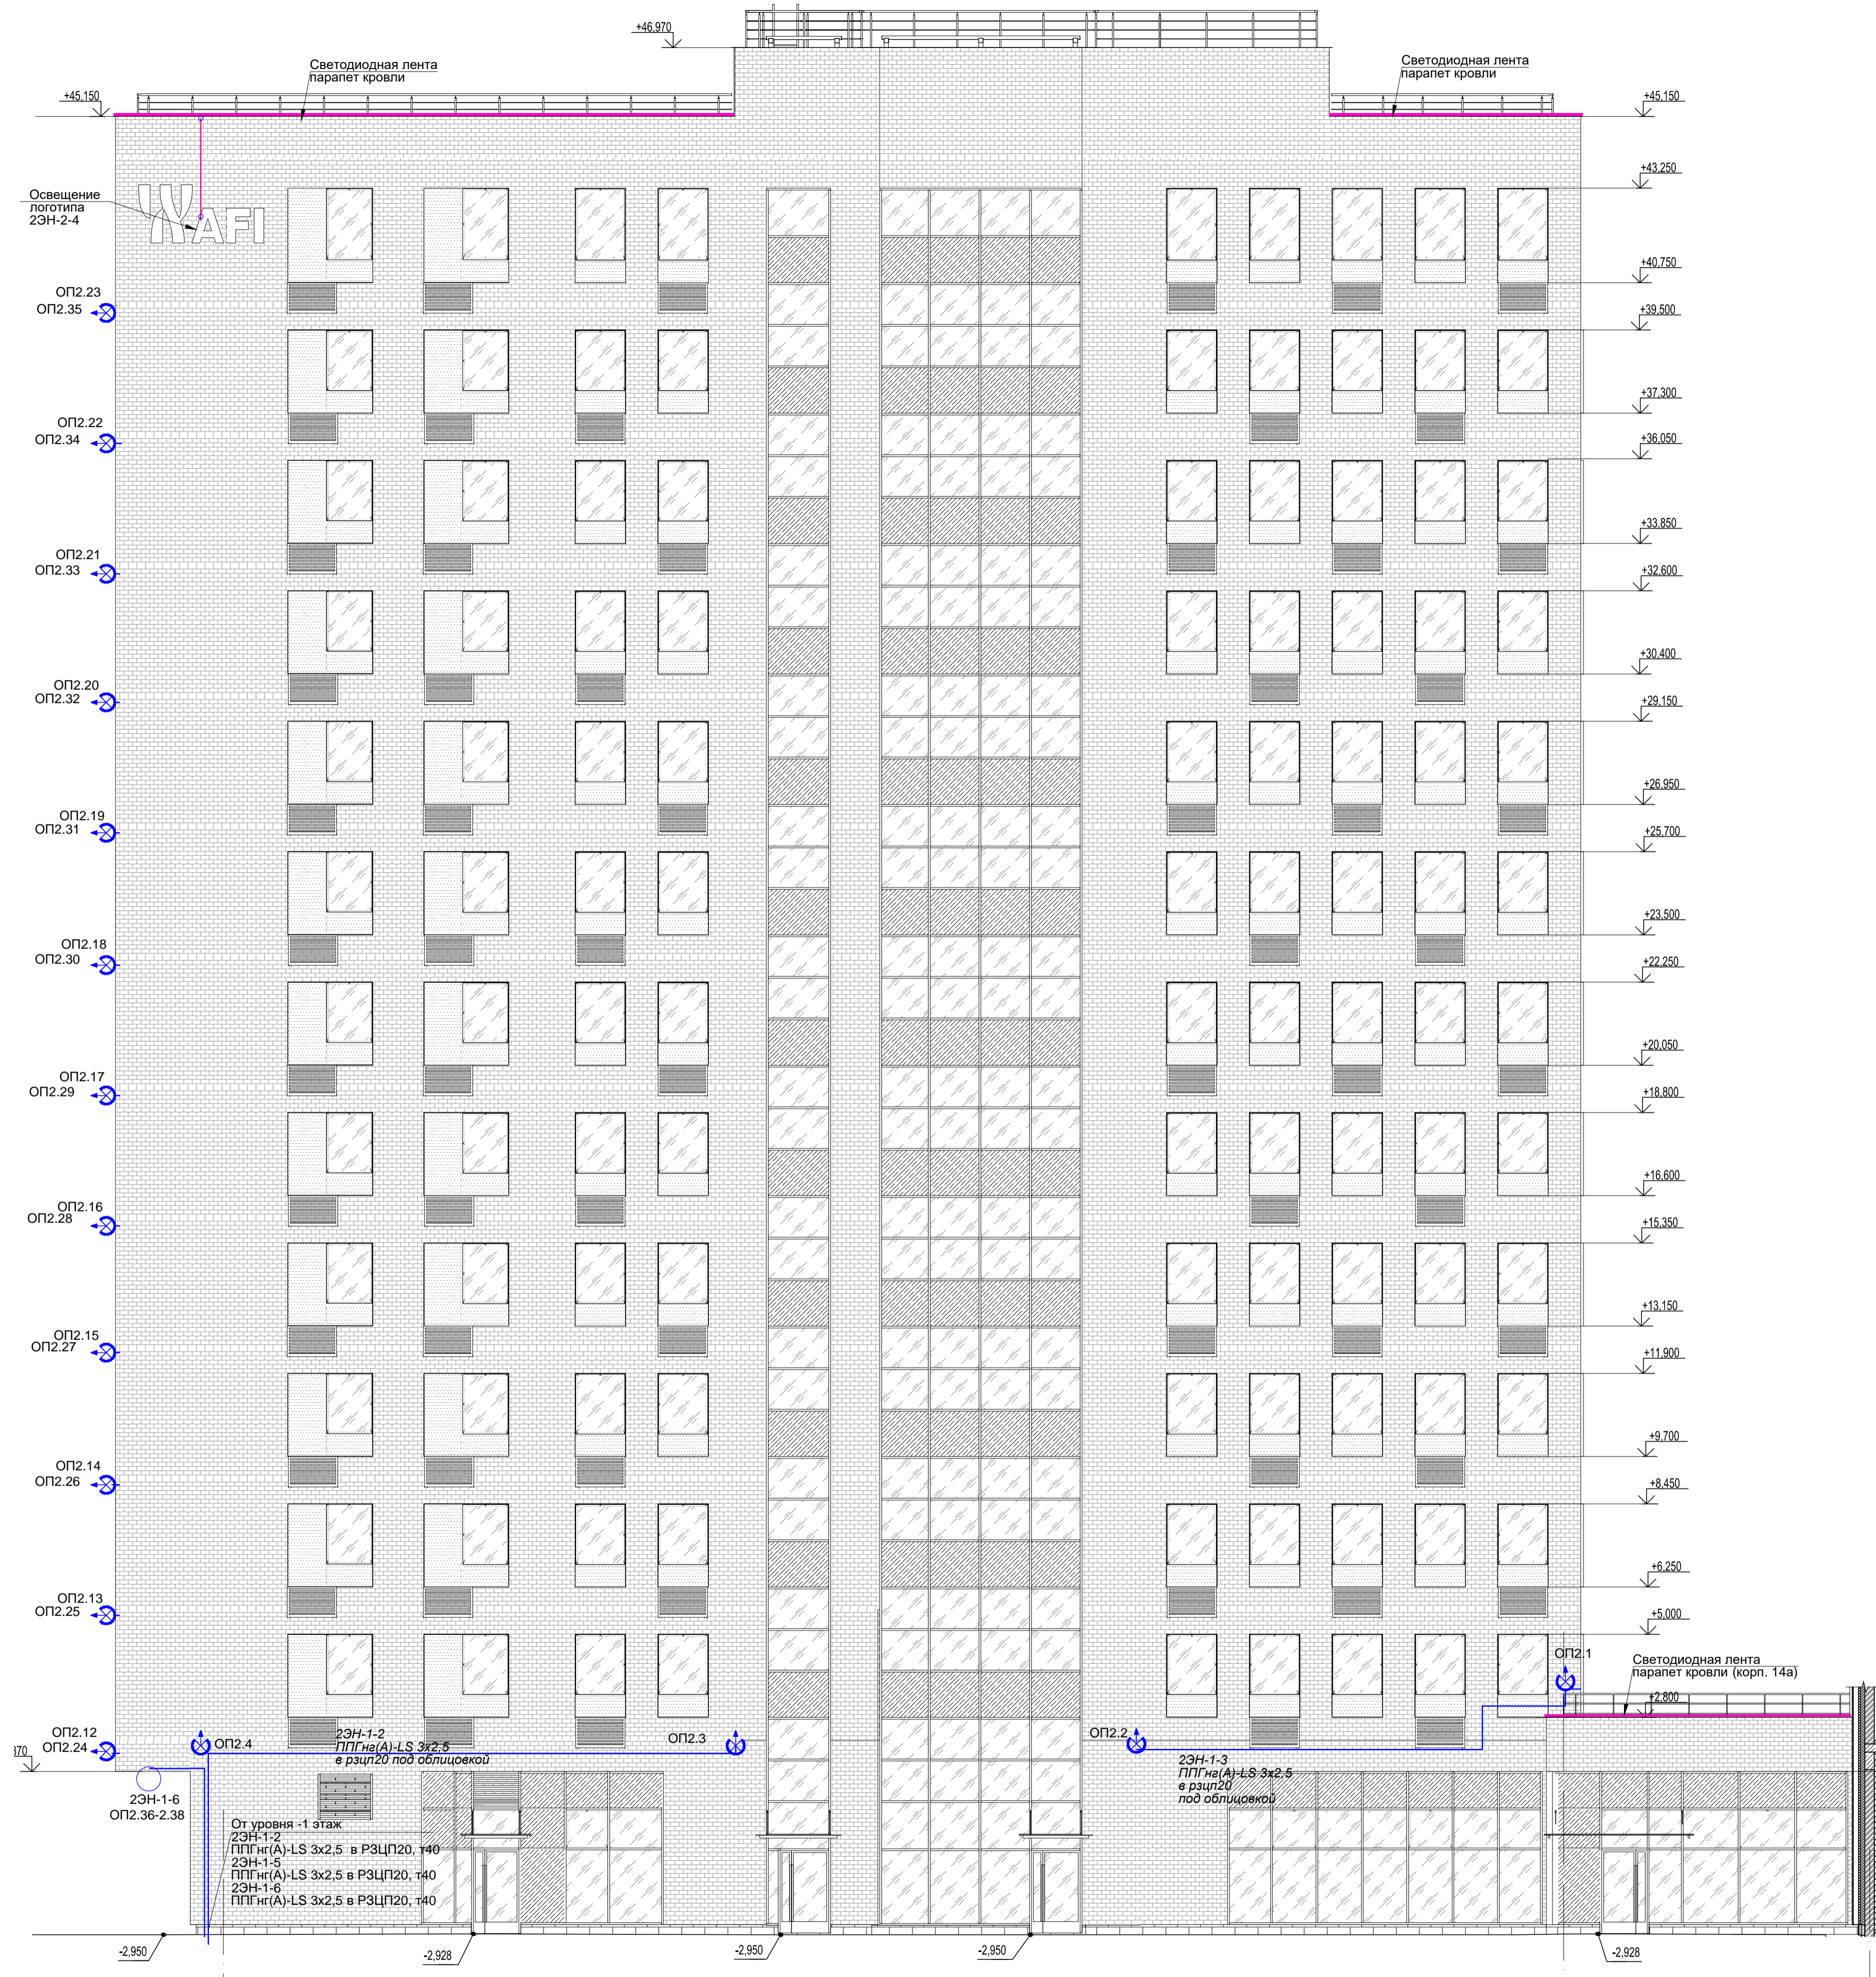 +46,970
Светодиодная лента
парапет кровли
Светодиодная лента
парапет кровли
+45,150
+45,150
+43,250
Освещение
логотипа
2ЭН-2-4
AFI
+40,750
ОП2.23
ОП2.35
+39,500
+37,300
ОП2.22
ОП2.34
+36,050
+33,850
ОП2.21
ОП2.33
+32,600
+30,400
ОП2.20
ОП2.32
+29,150
+26,950
ОП2.19
ОП2.31
+25,700
+23,500
ОП2.18
ОП2.30
+22,250
+20,050
ОП2.17
ОП2.29
+18,800
+16,600
ОП2.16
ОП2.28
+15,350
+13,150
ОП2.15
ОП2.27
+11,900
+9,700
ОП2.14
ОП2.26
+8,450
+6,250
ОП2.13
ОП2.25
+5,000
ОП2.1
Светодиодная лента
парапет кровли (корп. 14а)
+2,800
ОП2.12
ОП2.24
ОП2.4
2ЭН-1-2
ППГнг(А)-LS 3х2,5
в рзцп20 под облицовкой
ОП2.3
ОП2.2
2ЭН-1-3
ППГнг(А)-LS 3х2,5
в рзцп20
под облицовкой
370
2ЭН-1-6
ОП2.36-2.38
От уровня -1 этаж
2ЭН-1-2
ППГнг(А)-LS 3х2,5 в РЗЦП20, т40
2ЭН-1-5
ППГнг(А)-LS 3х2,5 в РЗЦП20, т40
2ЭН-1-6
ППГнг(А)-LS 3х2,5 в РЗЦП20, т40
-2,950
-2,928
-2,950
-2,950
-2,928